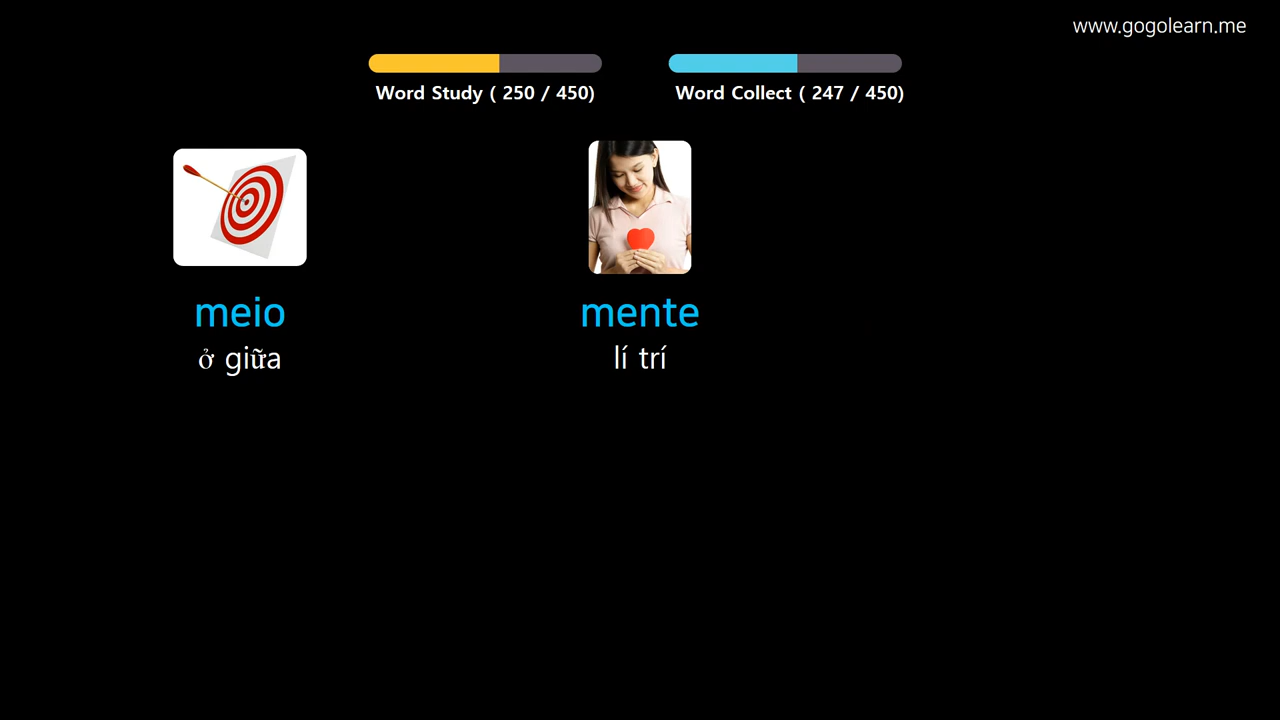 www.gogolearn.me
Word Study ( 250 / 450)
Word Collect ( 247 / 450)
meio
mente
ở giữa
lí trí